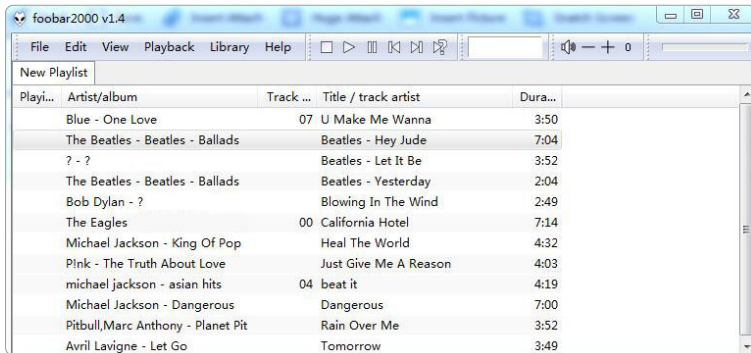 foobar2000 v1.4
File Edit View Playback Library Help 0
New Playlist
Playi... Artist/album Track ... Title / track artist Dura...
Blue - One Love 07 U Make Me Wanna 3:50
The Beatles - Beatles - Ballads Beatles - Hey Jude 7:04
? - ? Beatles - Let It Be 3:52
The Beatles - Beatles - Ballads Beatles - Yesterday 2:04
Bob Dylan - ? Blowing In The Wind 2:49
The Eagles 00 California Hotel 7:14
Michael Jackson - King Of Pop Heal The World 4:32
P!nk - The Truth About Love Just Give Me A Reason 4:03
michael jackson - asian hits 04 beat it 4:19
Michael Jackson - Dangerous Dangerous 7:00
Pitbull,Marc Anthony - Planet Pit Rain Over Me 3:52
Avril Lavigne - Let Go Tomorrow 3:49